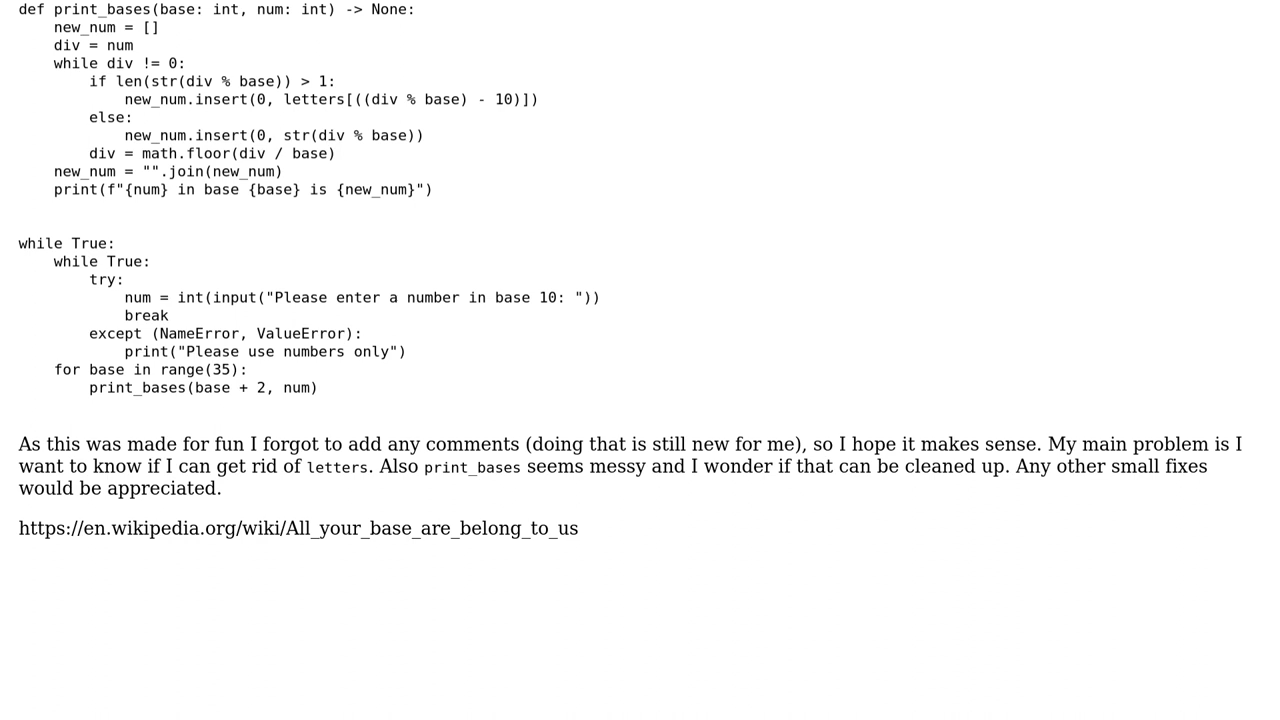 def print_bases(base: int, num: int) -> None:
    new_num = []
    div = num
    while div != 0:
        if len(str(div % base)) > 1:
            new_num.insert(0, letters[((div % base) - 10)])
        else:
            new_num.insert(0, str(div % base))
        div = math.floor(div / base)
    new_num = "".join(new_num)
    print(f"{num} in base {base} is {new_num}")
while True:
    while True:
        try:
            num = int(input("Please enter a number in base 10: "))
            break
        except (NameError, ValueError):
            print("Please use numbers only")
    for base in range(35):
        print_bases(base + 2, num)
As this was made for fun I forgot to add any comments (doing that is still new for me), so I hope it makes sense. My main problem is I
want to know if I can get rid of letters. Also print_bases seems messy and I wonder if that can be cleaned up. Any other small fixes
would be appreciated.
https://en.wikipedia.org/wiki/All_your_base_are_belong_to_us